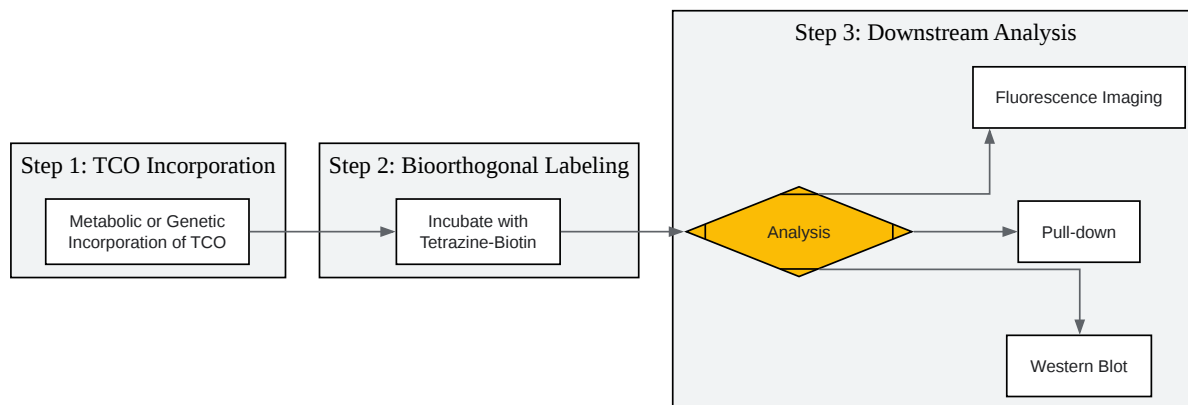 Step 1: TCO Incorporation
Metabolic or Genetic
Incorporation of TCO
Step 2: Bioorthogonal Labeling
Incubate with
Tetrazine-Biotin
Step 3: Downstream Analysis
Analysis
Fluorescence Imaging
Pull-down
Western Blot